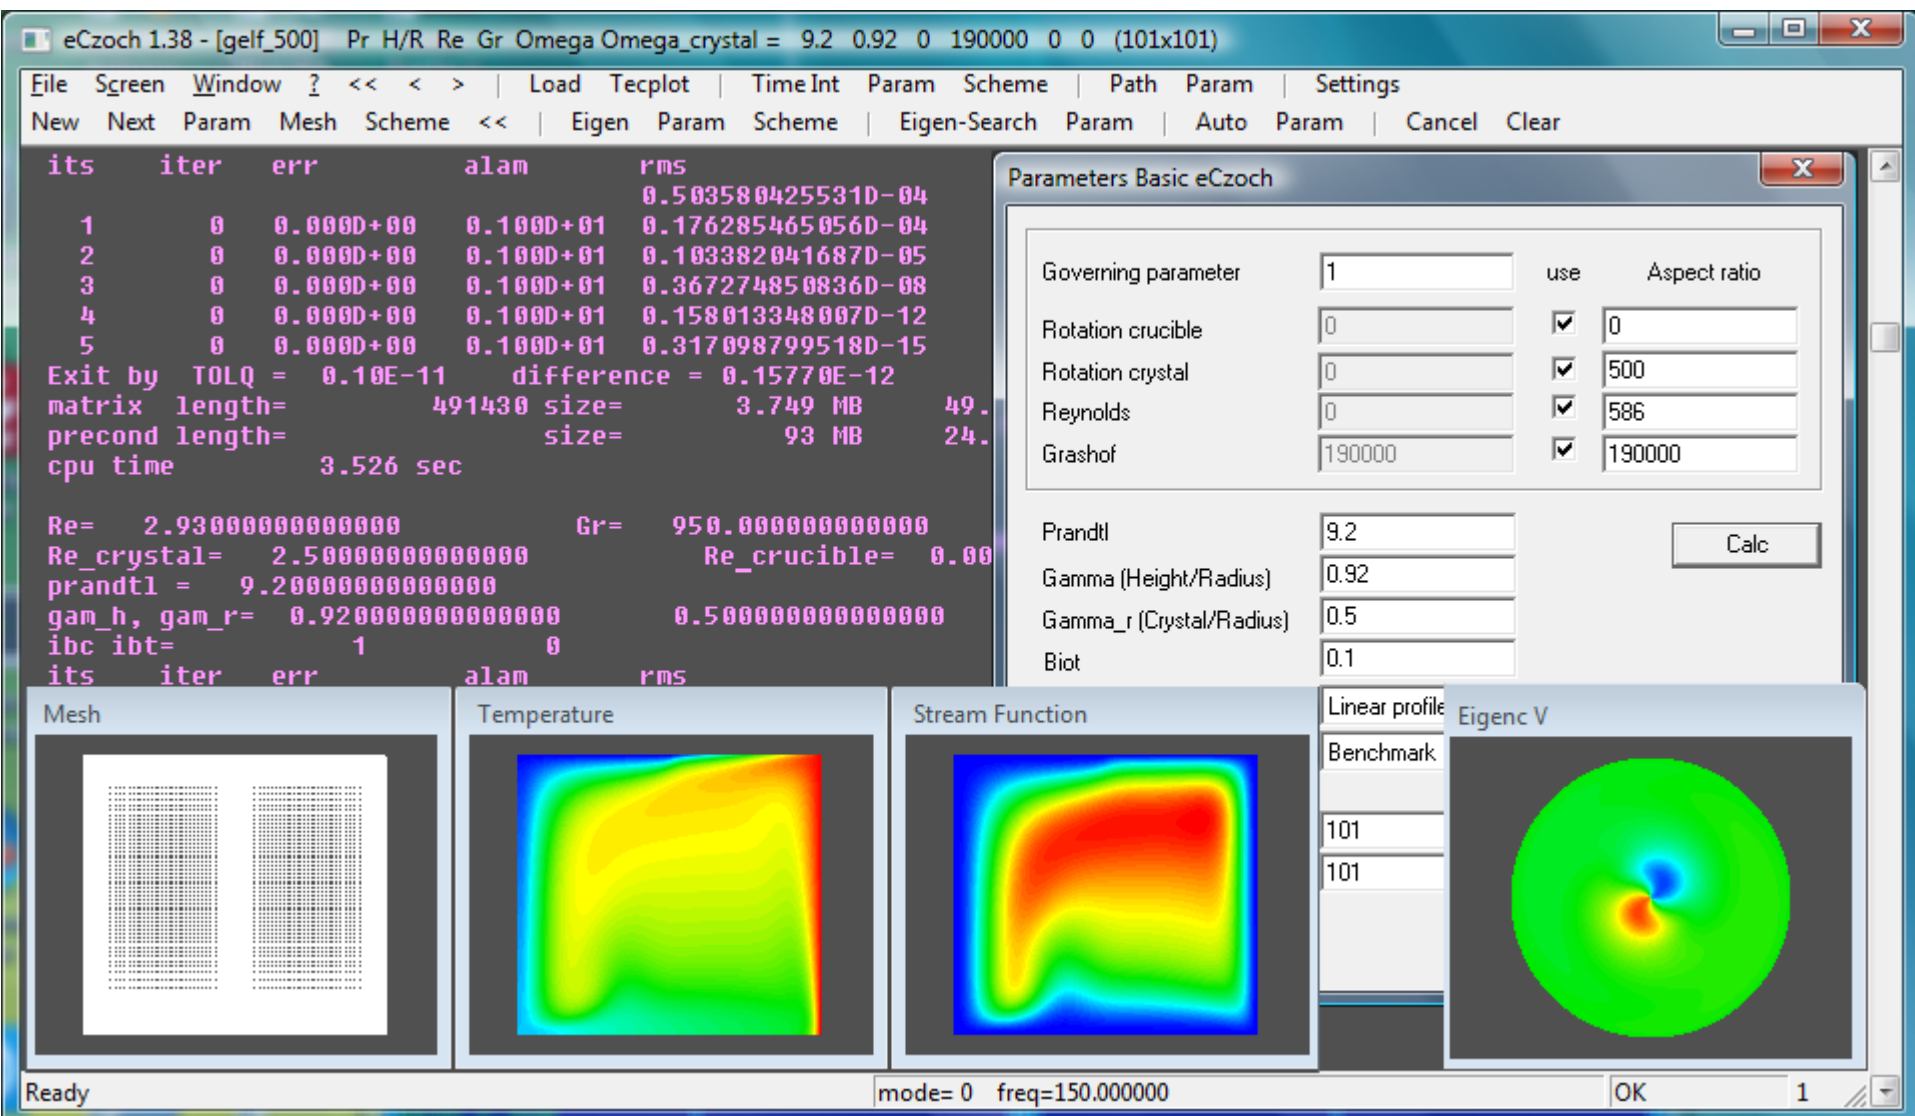 eCzoch 1.38 - [gelf_500] Pr H/R Re Gr Omega Omega_crystal = 9.2 0.92 0 190000 0 0 (101x101)
File Screen Window ? << < > | Load Tecplot | Time Int Param Scheme | Path Param | Settings
New Next Param Mesh Scheme << | Eigen Param Scheme | Eigen-Search Param | Auto Param | Cancel Clear
its iter err alam rms
0.503580425531D-04
1 0 0.000D+00 0.100D+01 0.176285465056D-04
2 0 0.000D+00 0.100D+01 0.103382041687D-05
3 0 0.000D+00 0.100D+01 0.367274850836D-08
4 0 0.000D+00 0.100D+01 0.158013348007D-12
5 0 0.000D+00 0.100D+01 0.317098799518D-15
Exit by TOLQ = 0.10E-11 difference = 0.15770E-12
matrix length= 491430 size= 3.749 MB 49.
precond length= size= 93 MB 24.
cpu time 3.526 sec
Re= 2.93000000000000 Gr= 950.000000000000
Re_crystal= 2.50000000000000 Re_crucible= 0.00
prandtl = 9.20000000000000
gam_h, gam_r= 0.920000000000000 0.500000000000000
ibc ibt= 1 0
its iter err alam rms
Parameters Basic eCzoch
Governing parameter 1 use Aspect ratio
Rotation crucible 0 0
Rotation crystal 0 500
Reynolds 0 586
Grashof 190000 190000
Prandtl 9.2
Calc
Gamma (Height/Radius) 0.92
Gamma_r (Crystal/Radius) 0.5
Biot 0.1
Linear profile
Benchmark
101
101
Mesh
Temperature
Stream Function
Eigenc V
Ready mode= 0 freq=150.000000 OK 1